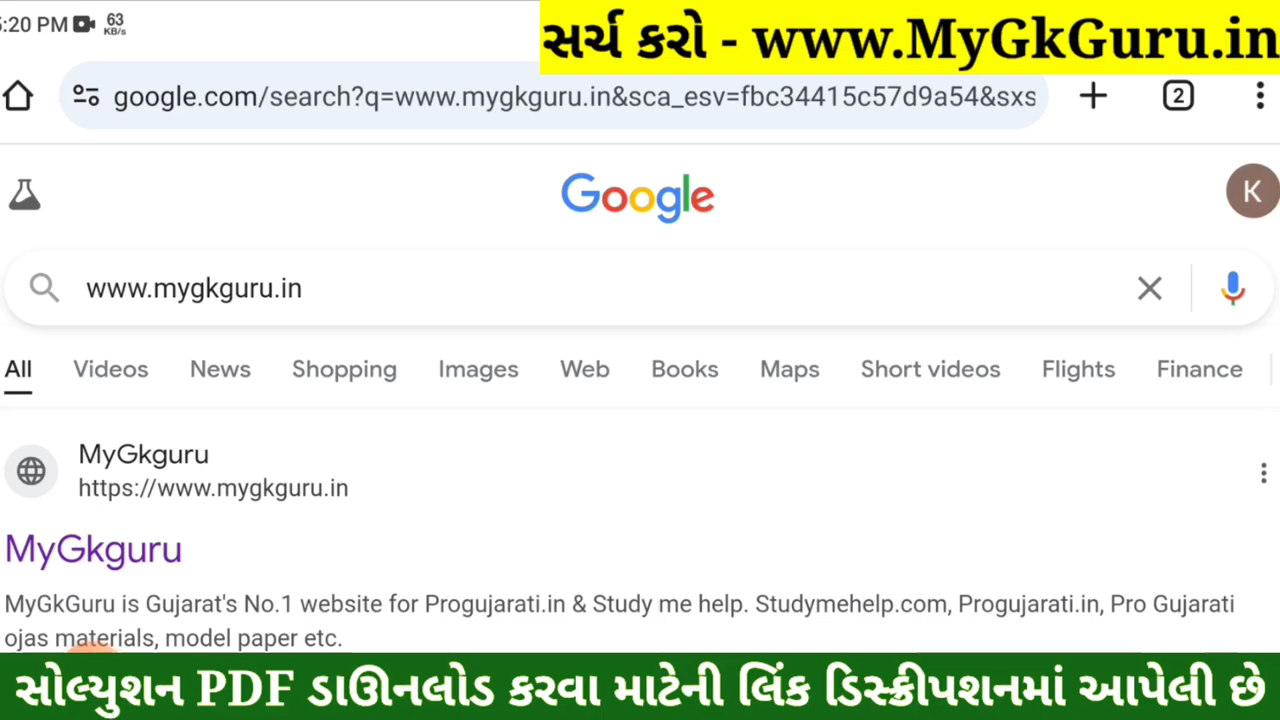 5:20 PM 63 KB/s
સર્ચ કરો - www.MyGkGuru.in
google.com/search?q=www.mygkguru.in&sca_esv=fbc34415c57d9a54&sxs
2
Google
K
www.mygkguru.in
All Videos News Shopping Images Web Books Maps Short videos Flights Finance
MyGkguru
https://www.mygkguru.in
MyGkguru
MyGkGuru is Gujarat's No.1 website for Progujarati.in & Study me help. Studymehelp.com, Progujarati.in, Pro Gujarati
ojas materials, model paper etc.
સોલ્યુશન PDF ડાઊનલોડ કરવા માટેની લિંક ડિસ્ક્રીપશનમાં આપેલી છે